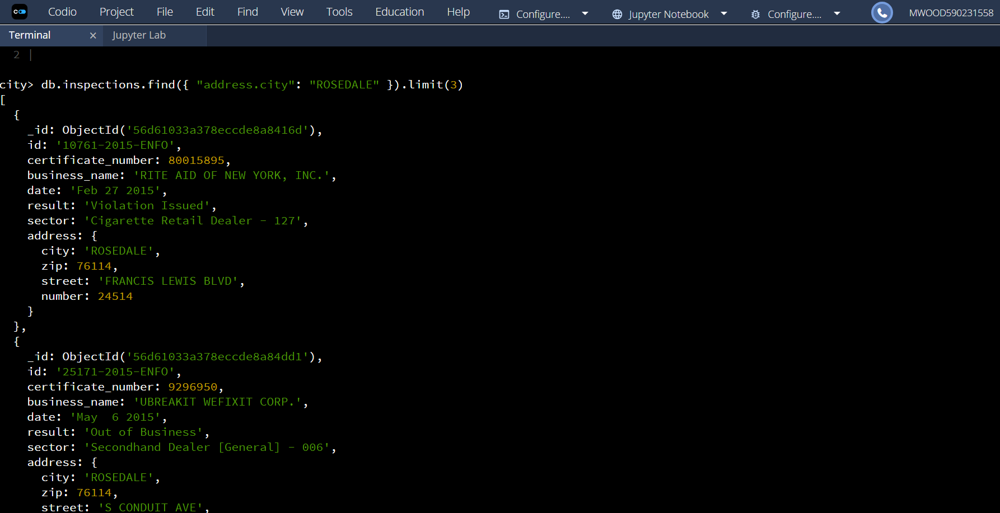 Codio Project File Edit Find View Tools Education Help Configure.... Jupyter Notebook Configure.... MWOOD590231558
Terminal × Jupyter Lab
2
city> db.inspections.find({ "address.city": "ROSEDALE" }).limit(3)
[
  {
    _id: ObjectId('56d61033a378eccde8a8416d'),
    id: '10761-2015-ENFO',
    certificate_number: 80015895,
    business_name: 'RITE AID OF NEW YORK, INC.',
    date: 'Feb 27 2015',
    result: 'Violation Issued',
    sector: 'Cigarette Retail Dealer - 127',
    address: {
      city: 'ROSEDALE',
      zip: 76114,
      street: 'FRANCIS LEWIS BLVD',
      number: 24514
    }
  },
  {
    _id: ObjectId('56d61033a378eccde8a84dd1'),
    id: '25171-2015-ENFO',
    certificate_number: 9296950,
    business_name: 'UBREAKIT WEFIXIT CORP.',
    date: 'May  6 2015',
    result: 'Out of Business',
    sector: 'Secondhand Dealer [General] - 006',
    address: {
      city: 'ROSEDALE',
      zip: 76114,
      street: 'S CONDUIT AVE',